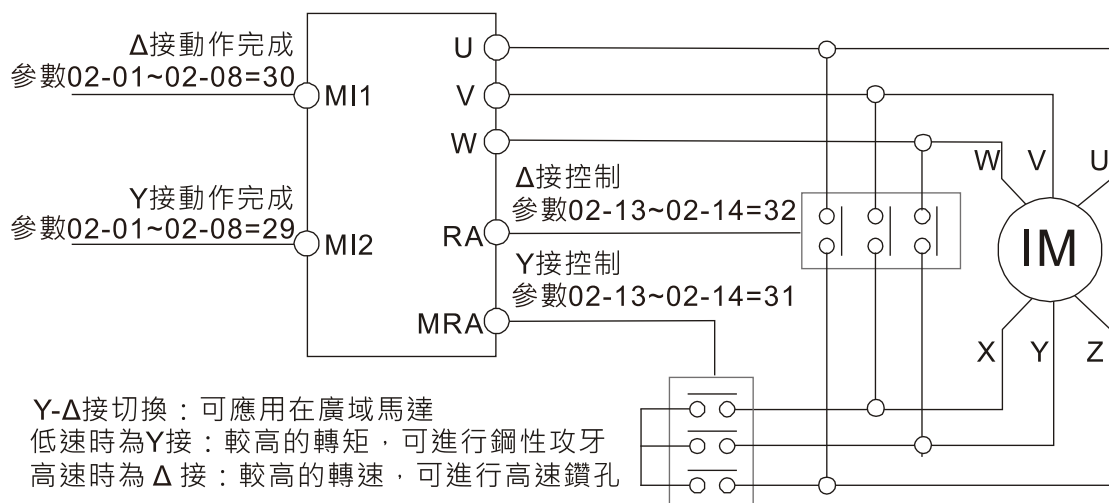 Δ接動作完成
參數02-01~02-08=30
MI1
Y接動作完成
參數02-01~02-08=29
MI2
U
V
W
RA
MRA
Δ接控制
參數02-13~02-14=32
Y接控制
參數02-13~02-14=31
W
V
U
IM
X
Y
Z
Y-Δ接切換：可應用在廣域馬達
低速時為Y接：較高的轉矩，可進行鋼性攻牙
高速時為Δ接：較高的轉速，可進行高速鑽孔